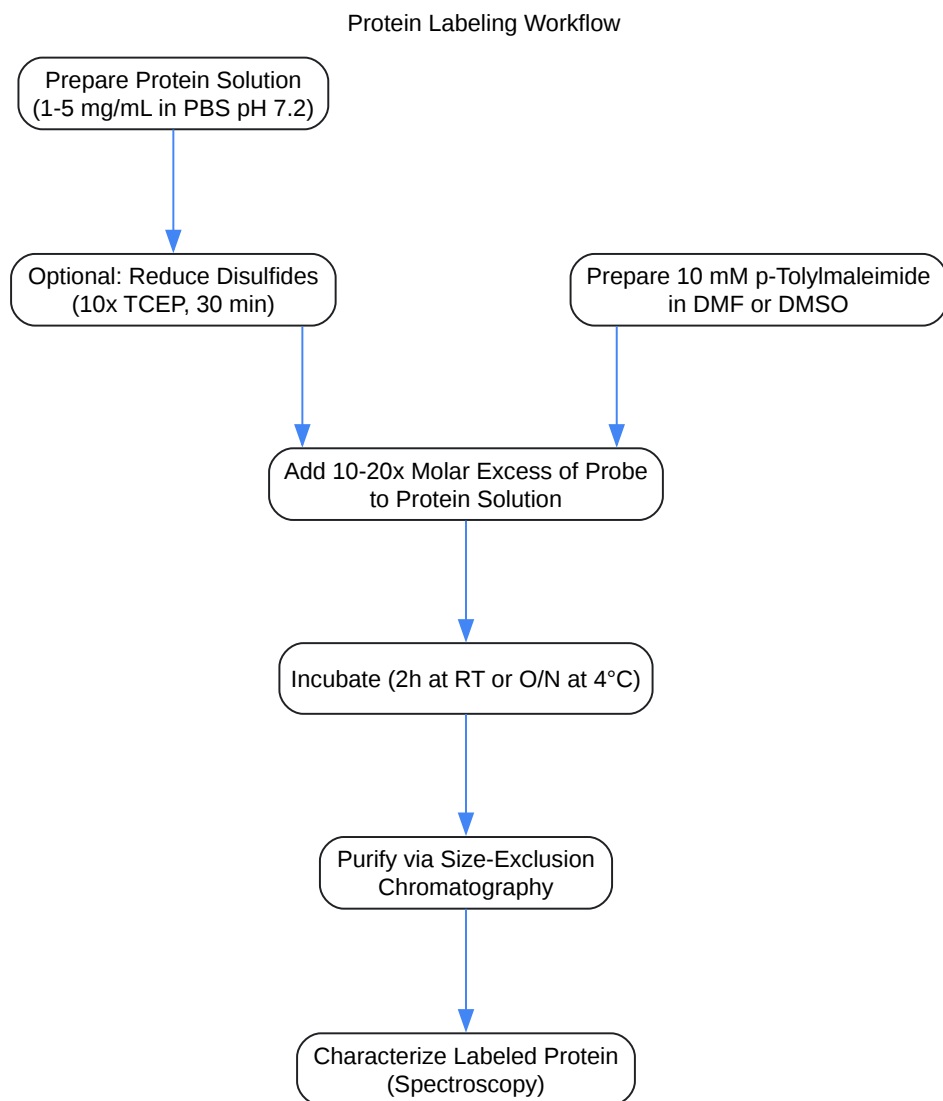 Protein Labeling Workflow
Prepare Protein Solution
(1-5 mg/mL in PBS pH 7.2)
Optional: Reduce Disulfides
(10x TCEP, 30 min)
Prepare 10 mM p-Tolylmaleimide
in DMF or DMSO
Add 10-20x Molar Excess of Probe
to Protein Solution
Incubate (2h at RT or O/N at 4°C)
Purify via Size-Exclusion
Chromatography
Characterize Labeled Protein
(Spectroscopy)